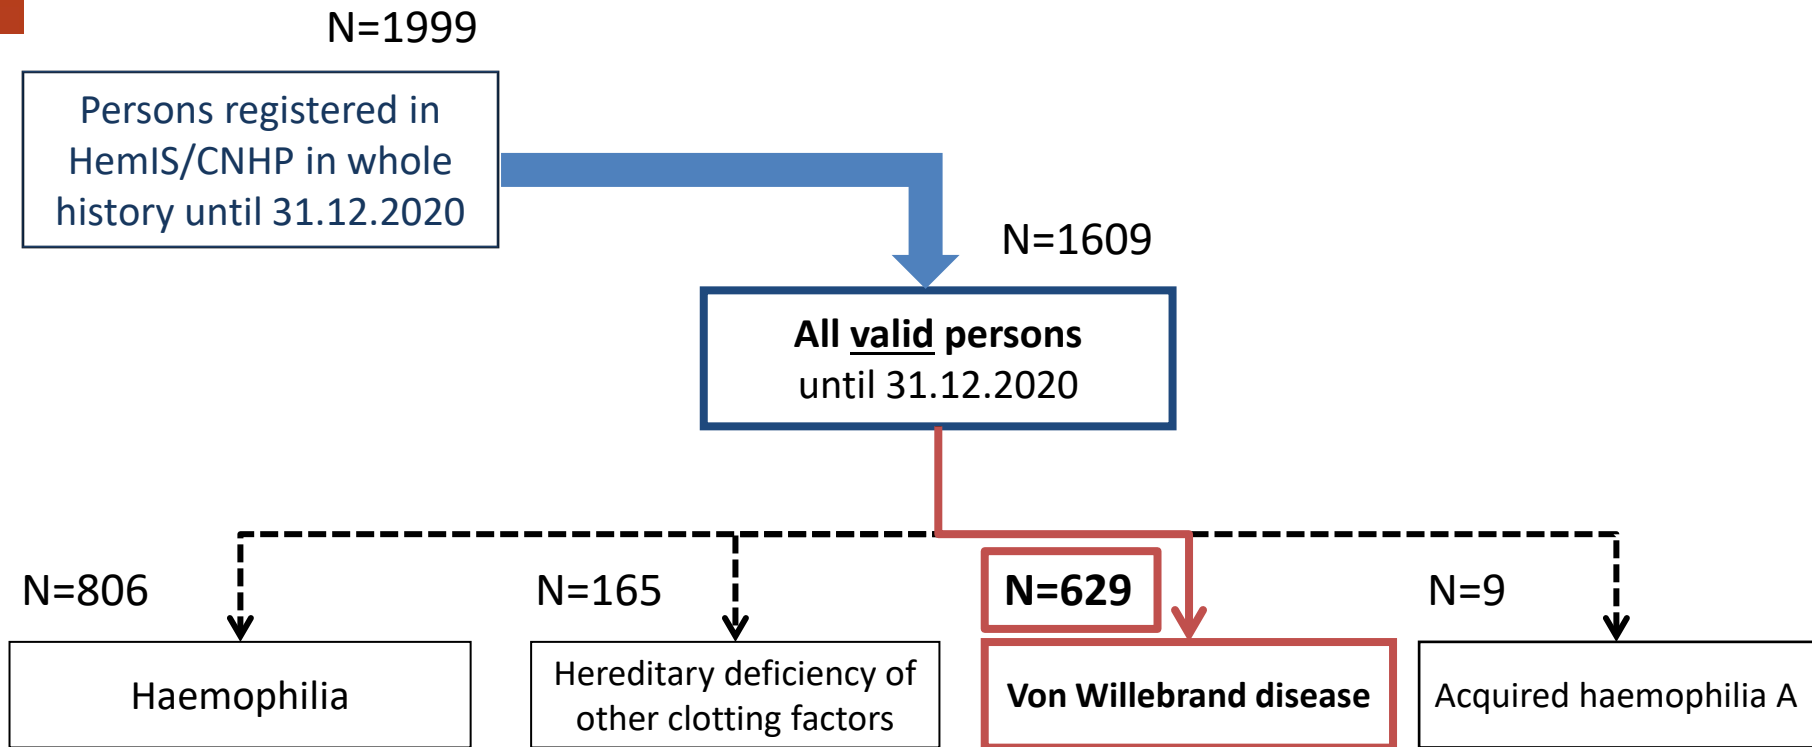 N=1999
Persons registered in
HemIS/CNHP in whole
history until 31.12.2020
N=1609
All valid persons
until 31.12.2020
N=806
N=165
N=629
N=9
Haemophilia
Hereditary deficiency of
other clotting factors
Von Willebrand disease
Acquired haemophilia A